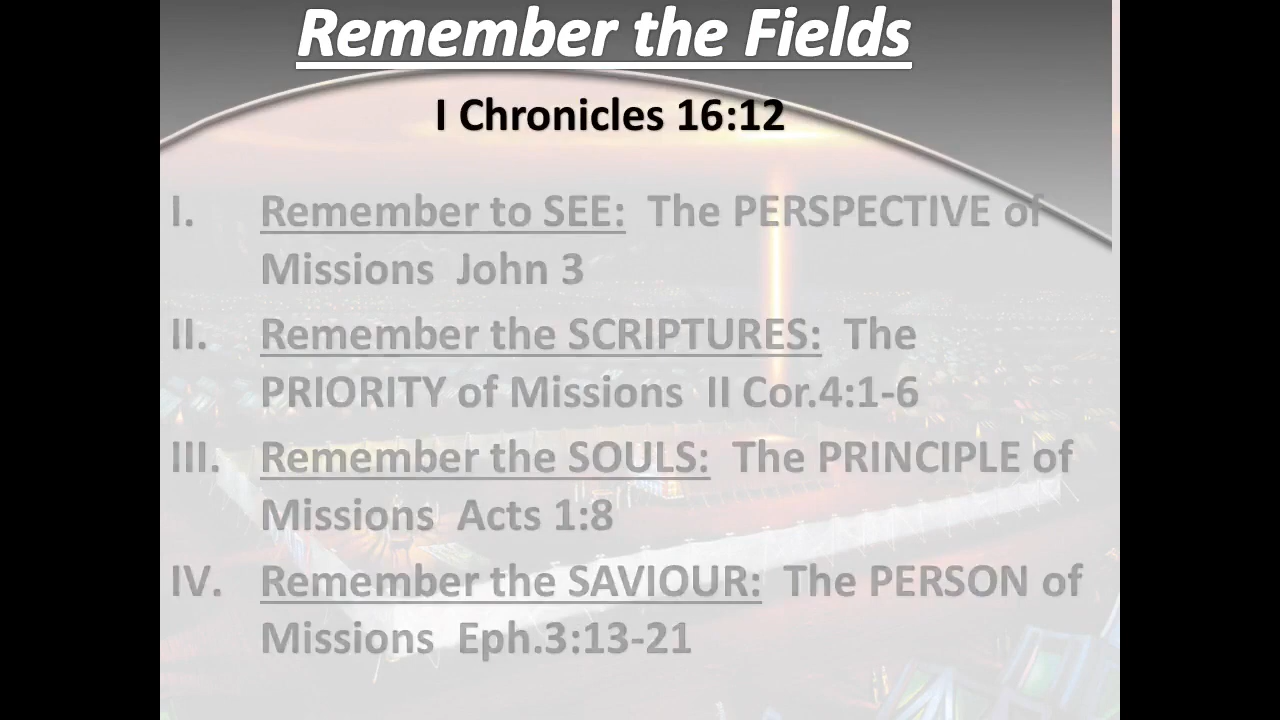 Remember the Fields
I Chronicles 16:12
I. Remember to SEE: The PERSPECTIVE of
Missions John 3
II. Remember the SCRIPTURES: The
PRIORITY of Missions II Cor.4:1-6
III. Remember the SOULS: The PRINCIPLE of
Missions Acts 1:8
IV. Remember the SAVIOUR: The PERSON of
Missions Eph.3:13-21